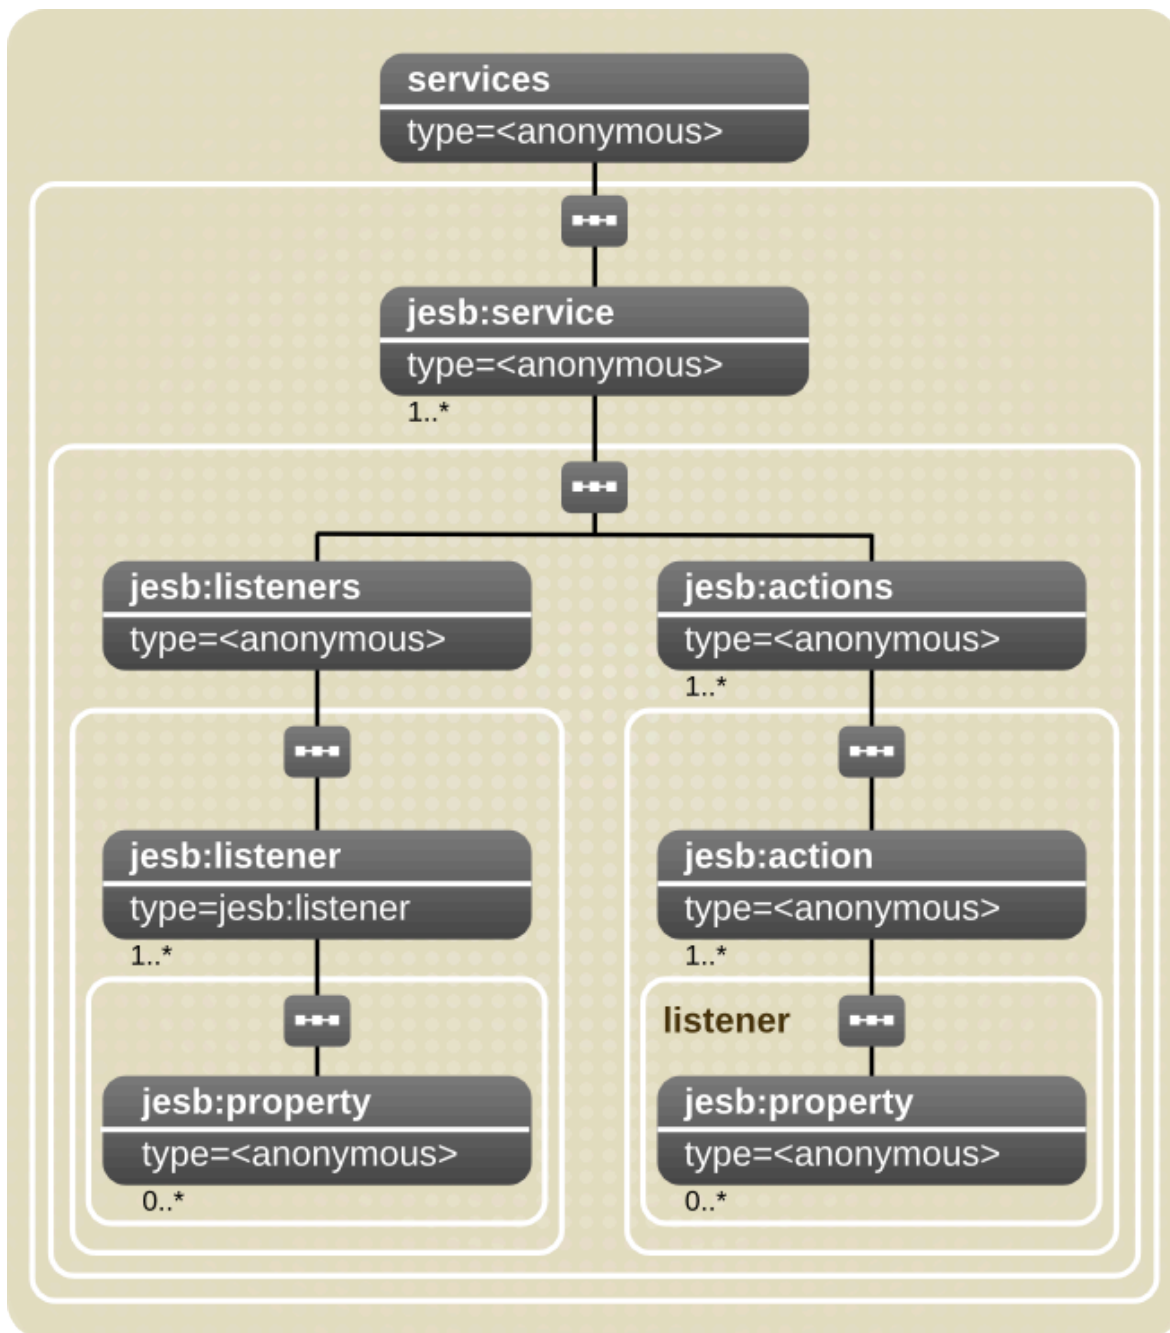 services
type=<anonymous>
jesb:service
type=<anonymous>
1..*
jesb:listeners
type=<anonymous>
jesb:actions
type=<anonymous>
1..*
jesb:listener
type=jesb:listener
1..*
jesb:action
type=<anonymous>
1..*
listener
jesb:property
type=<anonymous>
0..*
jesb:property
type=<anonymous>
0..*